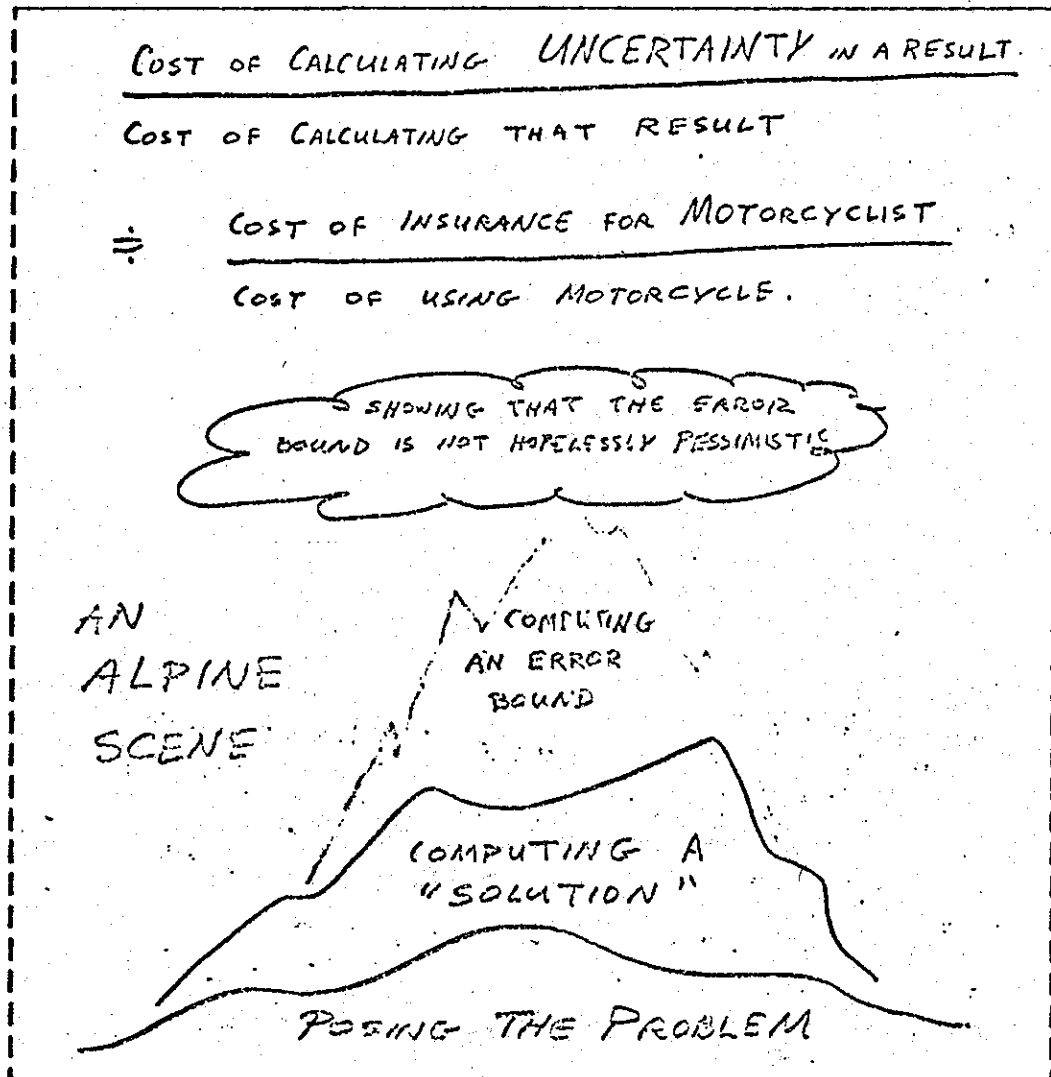 COST OF CALCULATING UNCERTAINTY IN A RESULT.
COST OF CALCULATING THAT RESULT
≑ COST OF INSURANCE FOR MOTORCYCLIST
COST OF USING MOTORCYCLE.
SHOWING THAT THE ERROR
BOUND IS NOT HOPELESSLY PESSIMISTIC
AN
ALPINE
SCENE
COMPUTING
AN ERROR
BOUND
COMPUTING A
"SOLUTION"
POSING THE PROBLEM